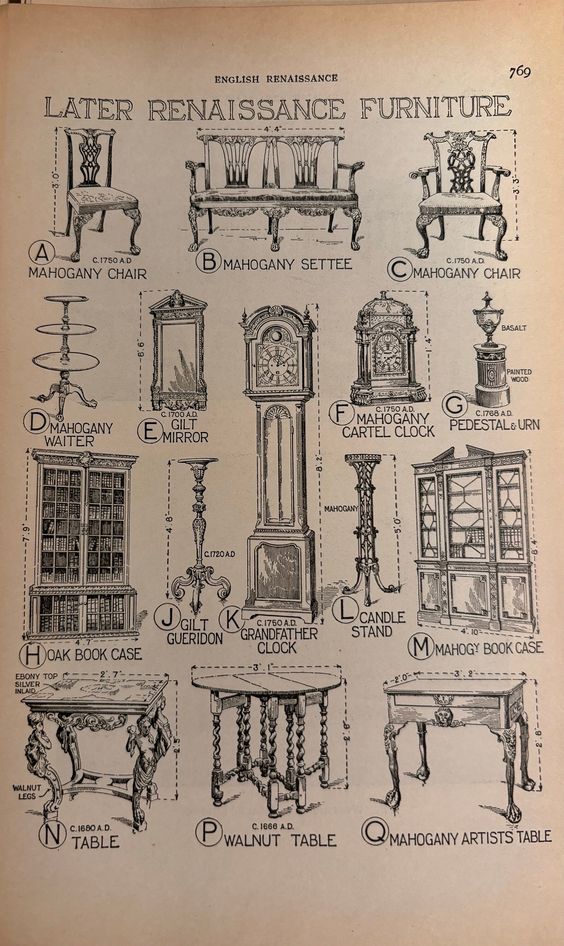 769
ENGLISH RENAISSANCE
LATER RENAISSANCE FURNITURE
3'.0"
A
C.1750 A.D.
MAHOGANY CHAIR
4'.4"
B MAHOGANY SETTEE
3'.3"
C
C.1750 A.D.
MAHOGANY CHAIR
D MAHOGANY
WAITER
6'.6"
C.1700 A.D.
E GILT
MIRROR
8'.2"
1'.4"
C.1750 A.D.
F MAHOGANY
CARTEL CLOCK
BASALT
PAINTED
WOOD
G
C.1768 A.D.
PEDESTAL & URN
7'.9"
4'.7"
H OAK BOOK CASE
4'.8"
C.1720 A.D
J GILT
GUERIDON
K
C.1750 A.D.
GRANDFATHER
CLOCK
MAHOGANY
5'.0"
L CANDLE
STAND
8'.4"
4'.10"
M MAHOGY BOOK CASE
EBONY TOP
SILVER
INLAID
2'.7"
WALNUT
LEGS
N
C.1680 A.D.
TABLE
3'.1"
P
C.1666 A.D.
WALNUT TABLE
2'.0"
3'.2"
2'.8"
Q MAHOGANY ARTISTS TABLE